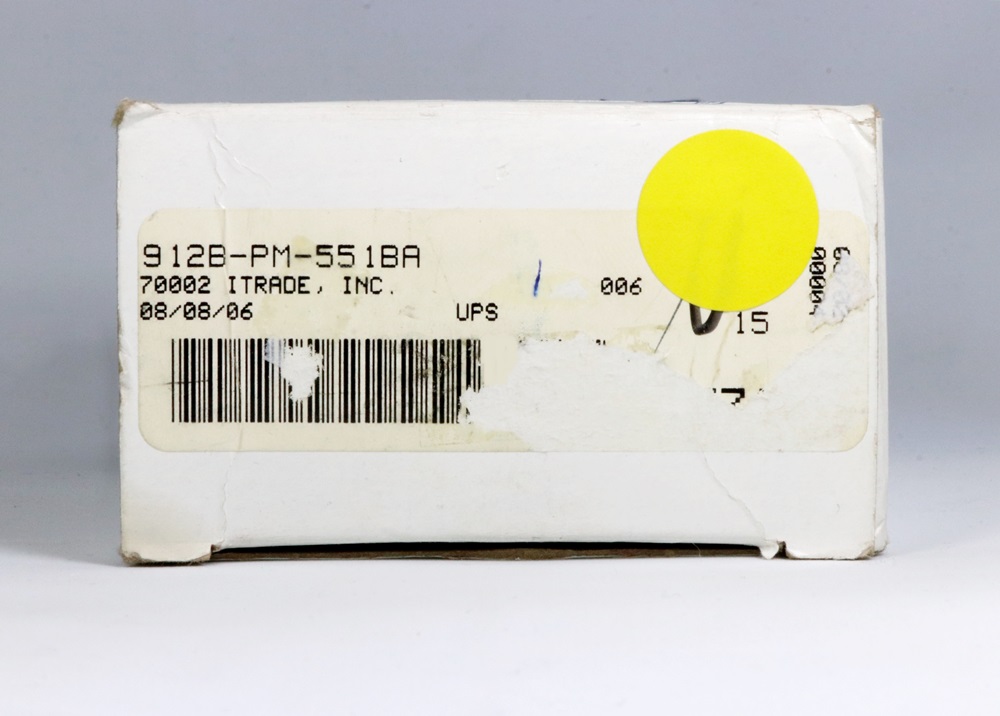 912B-PM-551BA
70002 ITRADE, INC. 006
08/08/06 UPS 15